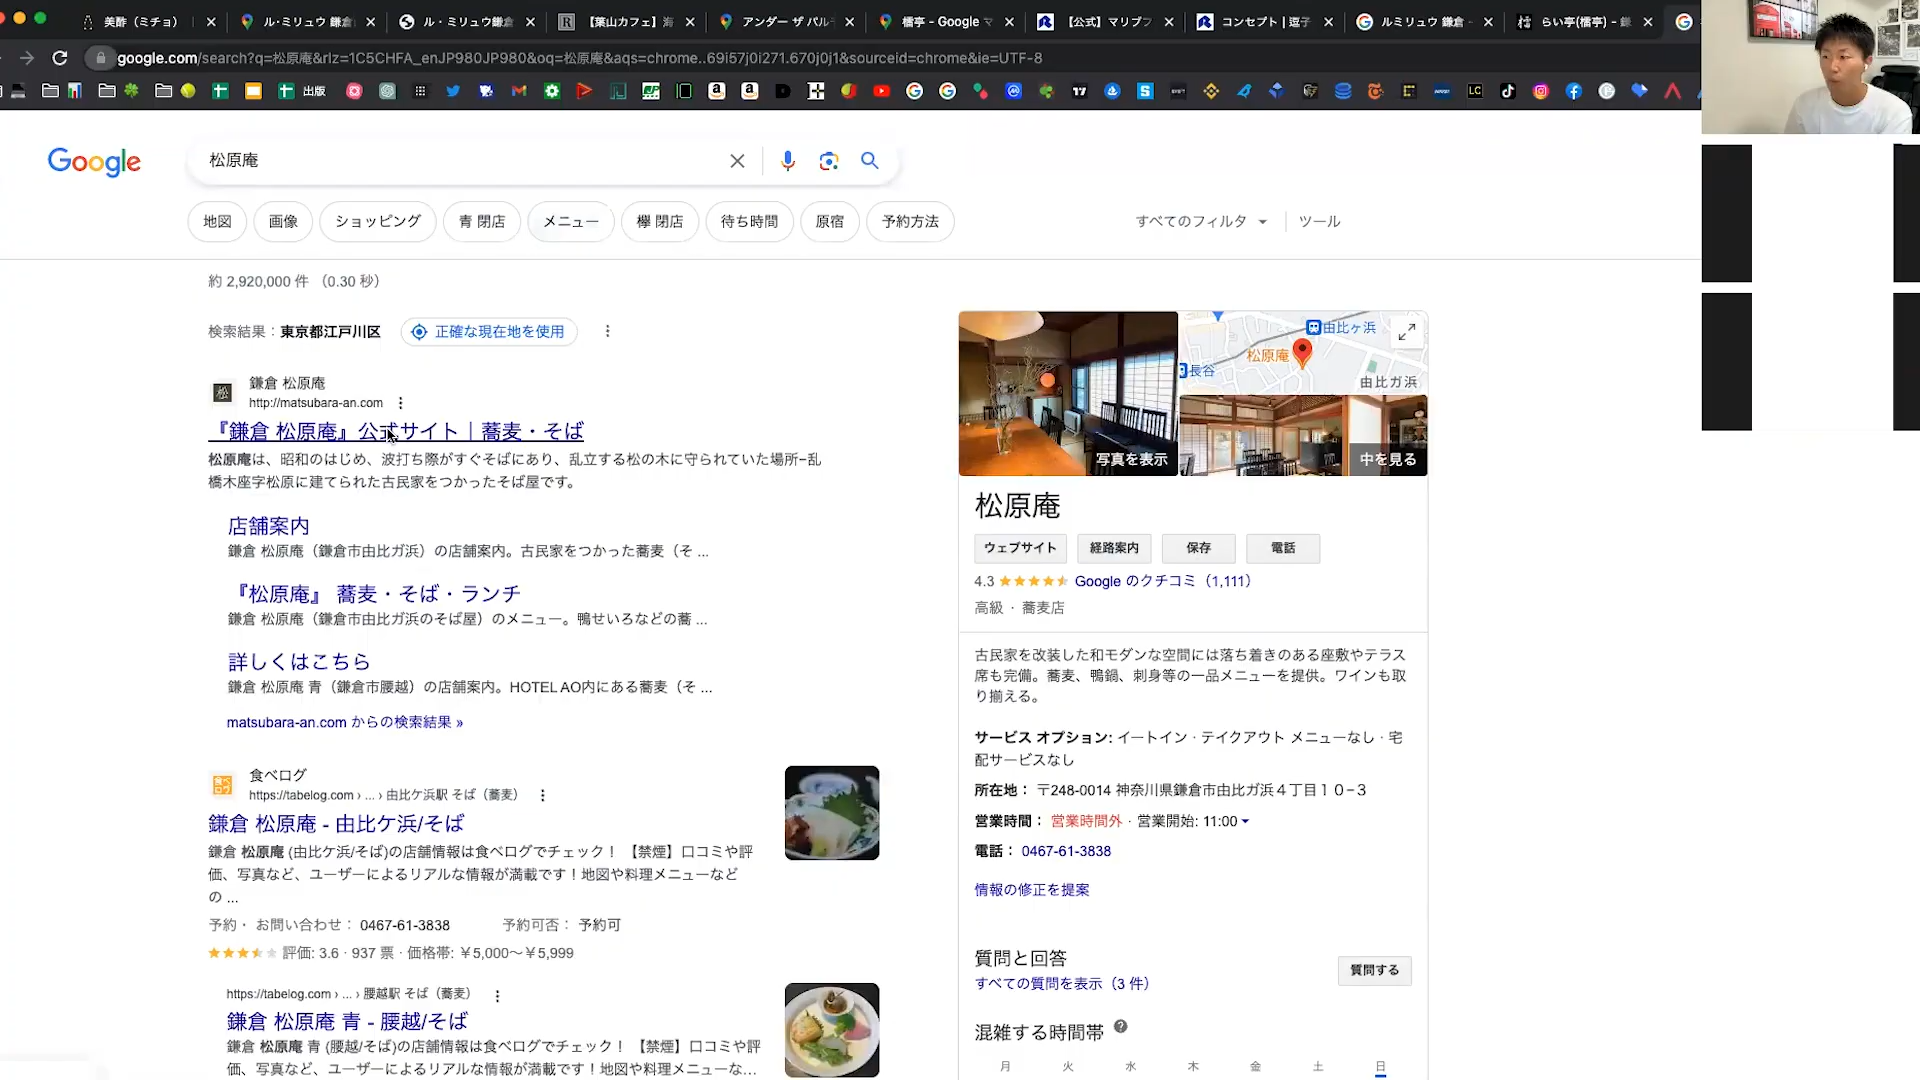 美酢（ミチョ）
ル・ミリュウ 鎌倉
ル・ミリュウ鎌倉
【葉山カフェ】海
アンダー ザ パル
檑亭 - Google マ
【公式】マリブフ
コンセプト｜逗子
ルミリュウ 鎌倉 -
らい亭(檑亭) - 鎌
google.com/search?q=松原庵&rlz=1C5CHFA_enJP980JP980&oq=松原庵&aqs=chrome..69i57j0i271.670j0j1&sourceid=chrome&ie=UTF-8
出版
Google
松原庵
地図
画像
ショッピング
青 閉店
メニュー
欅 閉店
待ち時間
原宿
予約方法
すべてのフィルタ
ツール
約 2,920,000 件 （0.30 秒）
検索結果：東京都江戸川区
正確な現在地を使用
松
鎌倉 松原庵
http://matsubara-an.com
『鎌倉 松原庵』公式サイト｜蕎麦・そば
松原庵は、昭和のはじめ、波打ち際がすぐそばにあり、乱立する松の木に守られていた場所−乱
橋木座字松原に建てられた古民家をつかったそば屋です。
店舗案内
鎌倉 松原庵（鎌倉市由比ガ浜）の店舗案内。古民家をつかった蕎麦（そ ...
『松原庵』 蕎麦・そば・ランチ
鎌倉 松原庵（鎌倉市由比ガ浜のそば屋）のメニュー。鴨せいろなどの蕎 ...
詳しくはこちら
鎌倉 松原庵 青（鎌倉市腰越）の店舗案内。HOTEL AO内にある蕎麦（そ ...
matsubara-an.com からの検索結果 »
食べログ
https://tabelog.com › ... › 由比ケ浜駅 そば（蕎麦）
鎌倉 松原庵 - 由比ケ浜/そば
鎌倉 松原庵 (由比ケ浜/そば)の店舗情報は食べログでチェック！ 【禁煙】口コミや評
価、写真など、ユーザーによるリアルな情報が満載です！地図や料理メニューなど
の ...
予約・ お問い合わせ： 0467-61-3838
予約可否： 予約可
評価: 3.6 · 937 票 · 価格帯: ￥5,000〜￥5,999
https://tabelog.com › ... › 腰越駅 そば（蕎麦）
鎌倉 松原庵 青 - 腰越/そば
鎌倉 松原庵 青 (腰越/そば)の店舗情報は食べログでチェック！ 【禁煙】口コミや評
価、写真など、ユーザーによるリアルな情報が満載です！地図や料理メニューな...
写真を表示
由比ヶ浜
松原庵
長谷
由比ガ浜
中を見る
松原庵
ウェブサイト
経路案内
保存
電話
4.3
Google のクチコミ（1,111）
高級 · 蕎麦店
古民家を改装した和モダンな空間には落ち着きのある座敷やテラス
席も完備。蕎麦、鴨鍋、刺身等の一品メニューを提供。ワインも取
り揃える。
サービス オプション: イートイン · テイクアウト メニューなし · 宅
配サービスなし
所在地： 〒248-0014 神奈川県鎌倉市由比ガ浜４丁目１０−３
営業時間： 営業時間外 · 営業開始: 11:00
電話： 0467-61-3838
情報の修正を提案
質問と回答
すべての質問を表示（3 件）
質問する
混雑する時間帯
月
火
水
木
金
土
日